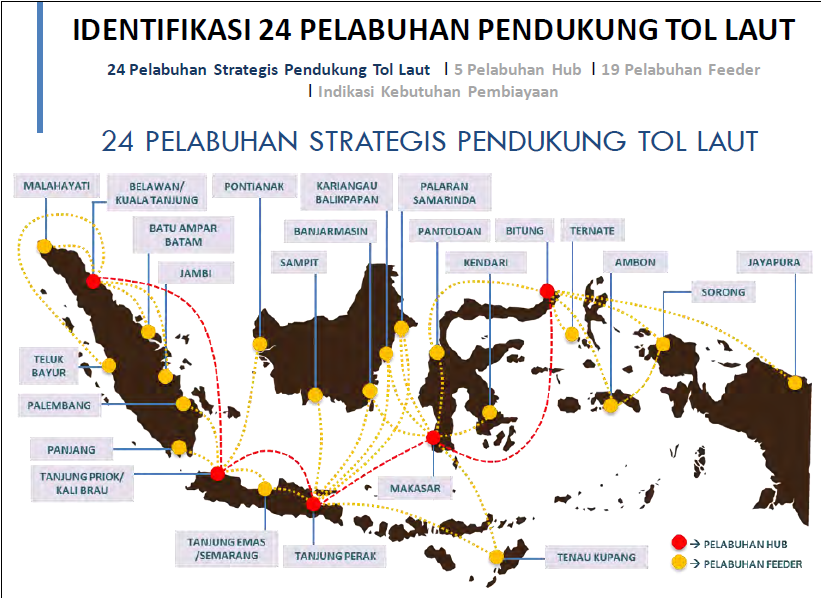 IDENTIFIKASI 24 PELABUHAN PENDUKUNG TOL LAUT
24 Pelabuhan Strategis Pendukung Tol Laut | 5 Pelabuhan Hub | 19 Pelabuhan Feeder
| Indikasi Kebutuhan Pembiayaan
24 PELABUHAN STRATEGIS PENDUKUNG TOL LAUT
MALAHAYATI
BELAWAN/
KUALATANJUNG
PONTIANAK
KARIANGAU
BALIKPAPAN
PALARAN
SAMARINDA
BATU AMPAR
BATAM
BANJARMASIN
PANTOLOAN
BITUNG
TERNATE
JAMBI
SAMPIT
KENDARI
AMBON
JAYAPURA
SORONG
TELUK
BAYUR
PALEMBANG
PANJANG
TANJUNG PRIOK/
KALI BRAU
MAKASAR
TANJUNG EMAS
/SEMARANG
TANJUNG PERAK
TENAU KUPANG
→ PELABUHAN HUB
→ PELABUHAN FEEDER